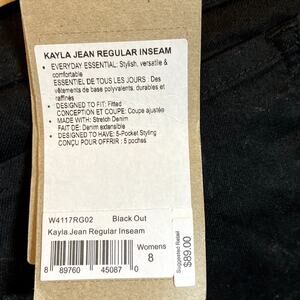 KAYLA JEAN REGULAR INSEAM
• EVERYDAY ESSENTIAL: Stylish, versatile &
comfortable
ESSENTIEL DE TOUS LES JOURS : Des
vêtements de base polyvalents, durables et
raffinés
• DESIGNED TO FIT: Fitted
CONCEPTION ET COUPE: Coupe ajustée
• MADE WITH: Stretch Denim
FAIT DE: Denim extensible
• DESIGNED TO HAVE: 5-Pocket Styling
CONÇU POUR OFFRIR : 5 poches
W4117RG02 Black Out
Kayla Jean Regular Inseam
Womens
8
8 89760 45087 0
Suggested Retail
$89.00